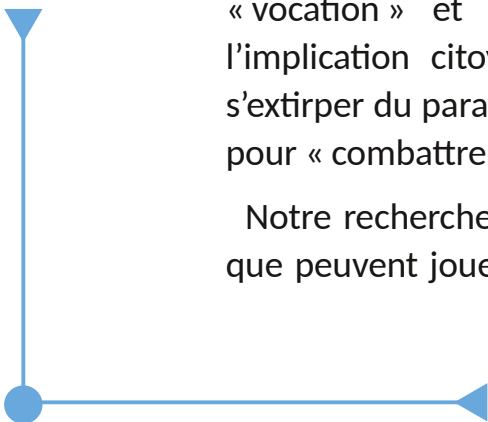 « vocation » et
l’implication
s’extirper du
pour « combattre
Notre recherche
que peuvent